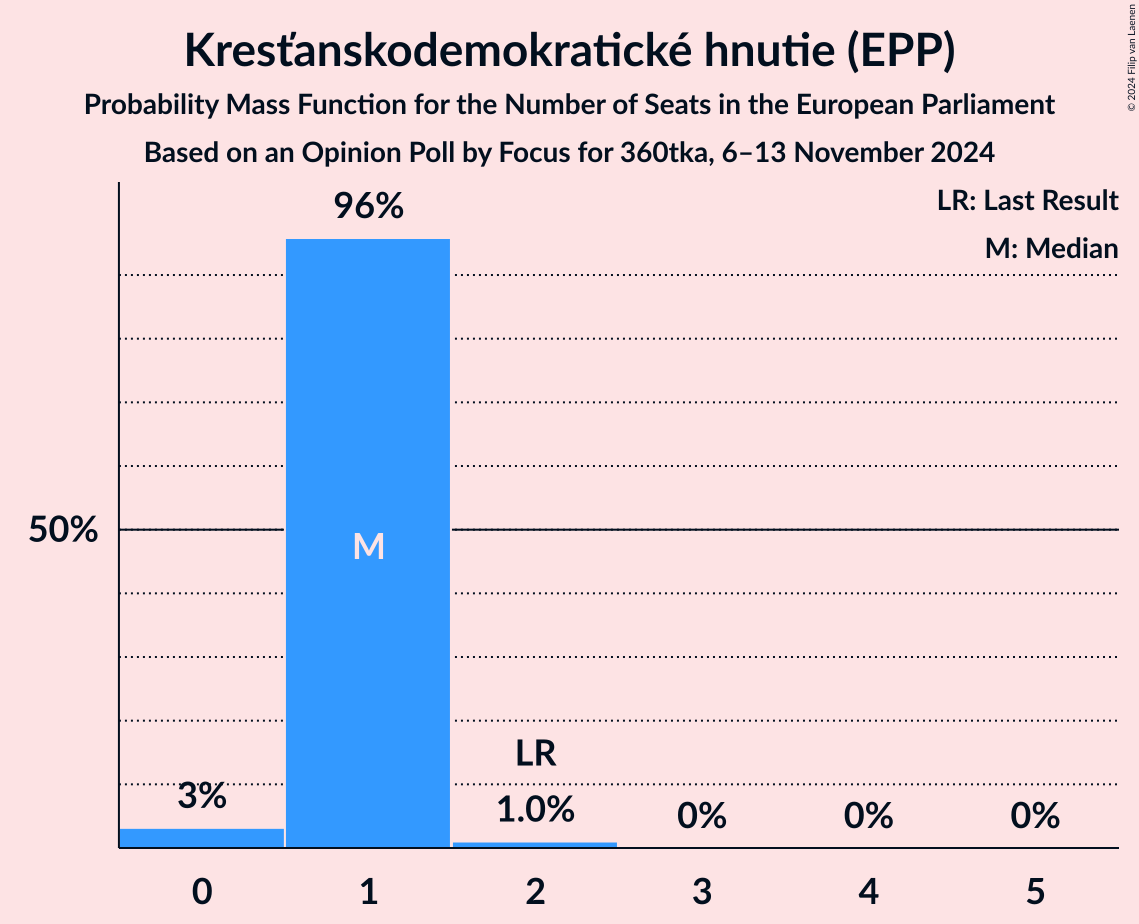 Kresťanskodemokratické hnutie (EPP)
Probability Mass Function for the Number of Seats in the European Parliament
Based on an Opinion Poll by Focus for 360tka, 6–13 November 2024
© 2024 Filip van Laenen
LR: Last Result
M: Median
96%
50%
M
LR
3%
1.0%
0%
0%
0%
0
1
2
3
4
5